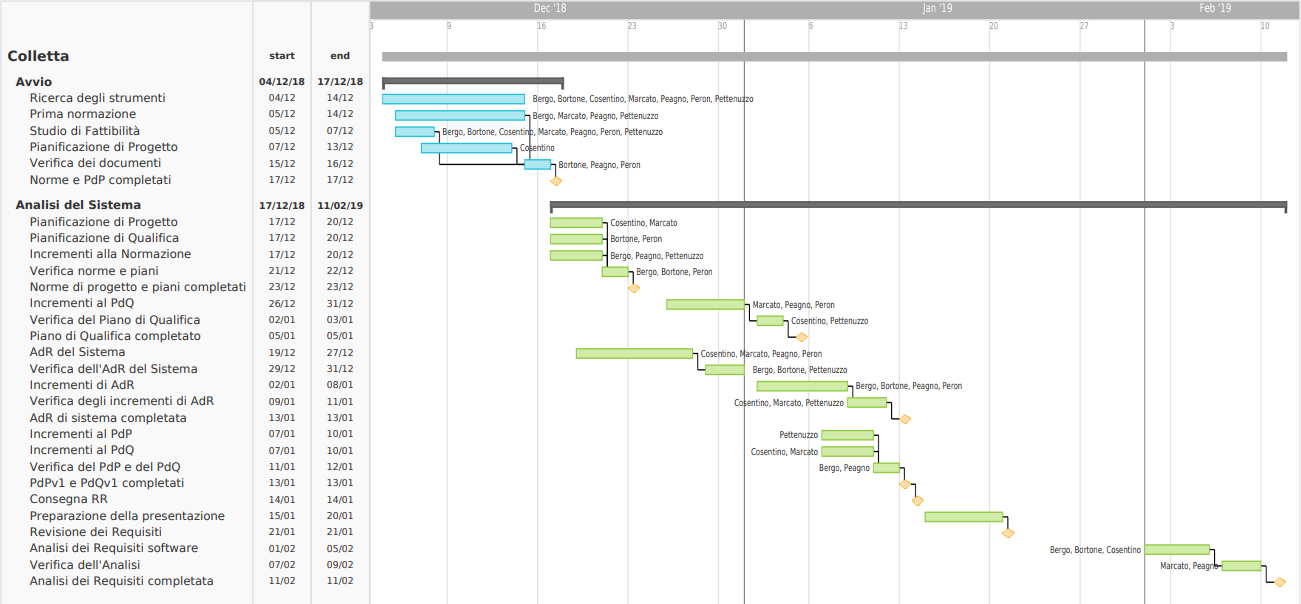 Dec '18 Jan '19 Feb '19
3 9 16 23 30 6 13 20 27 3 10
Colletta start end
Avvio 04/12/18 17/12/18
Ricerca degli strumenti 04/12 14/12 Bergo, Bortone, Cosentino, Marcato, Peagno, Peron, Pettenuzzo
Prima normazione 05/12 14/12 Bergo, Marcato, Peagno, Pettenuzzo
Studio di Fattibilità 05/12 07/12 Bergo, Bortone, Cosentino, Marcato, Peagno, Peron, Pettenuzzo
Pianificazione di Progetto 07/12 13/12 Cosentino
Verifica dei documenti 15/12 16/12 Bortone, Peagno, Peron
Norme e PdP completati 17/12 17/12
Analisi del Sistema 17/12/18 11/02/19
Pianificazione di Progetto 17/12 20/12 Cosentino, Marcato
Pianificazione di Qualifica 17/12 20/12 Bortone, Peron
Incrementi alla Normazione 17/12 20/12 Bergo, Peagno, Pettenuzzo
Verifica norme e piani 21/12 22/12 Bergo, Bortone, Peron
Norme di progetto e piani completati 23/12 23/12
Incrementi al PdQ 26/12 31/12 Marcato, Peagno, Peron
Verifica del Piano di Qualifica 02/01 03/01 Cosentino, Pettenuzzo
Piano di Qualifica completato 05/01 05/01
AdR del Sistema 19/12 27/12 Cosentino, Marcato, Peagno, Peron
Verifica dell'AdR del Sistema 29/12 31/12 Bergo, Bortone, Pettenuzzo
Incrementi di AdR 02/01 08/01 Bergo, Bortone, Peagno, Peron
Verifica degli incrementi di AdR 09/01 11/01 Cosentino, Marcato, Pettenuzzo
AdR di sistema completata 13/01 13/01
Incrementi al PdP 07/01 10/01 Pettenuzzo
Incrementi al PdQ 07/01 10/01 Cosentino, Marcato
Verifica del PdP e del PdQ 11/01 12/01 Bergo, Peagno
PdPv1 e PdQv1 completati 13/01 13/01
Consegna RR 14/01 14/01
Preparazione della presentazione 15/01 20/01
Revisione dei Requisiti 21/01 21/01
Analisi dei Requisiti software 01/02 05/02 Bergo, Bortone, Cosentino
Verifica dell'Analisi 07/02 09/02 Marcato, Peagno
Analisi dei Requisiti completata 11/02 11/02